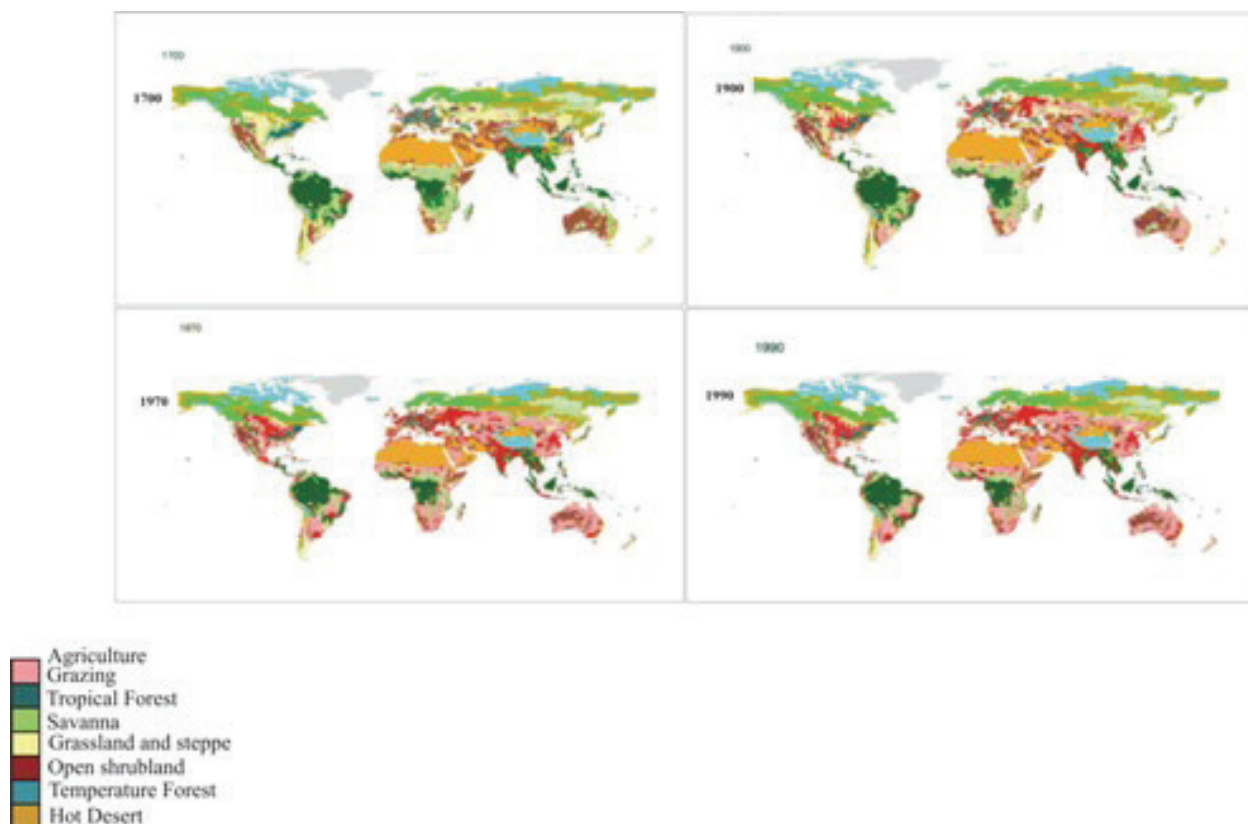 1700
1700
1900
1970
1970
1990
1990
Agriculture
Grazing
Tropical Forest
Savanna
Grassland and steppe
Open shrubland
Temperature Forest
Hot Desert